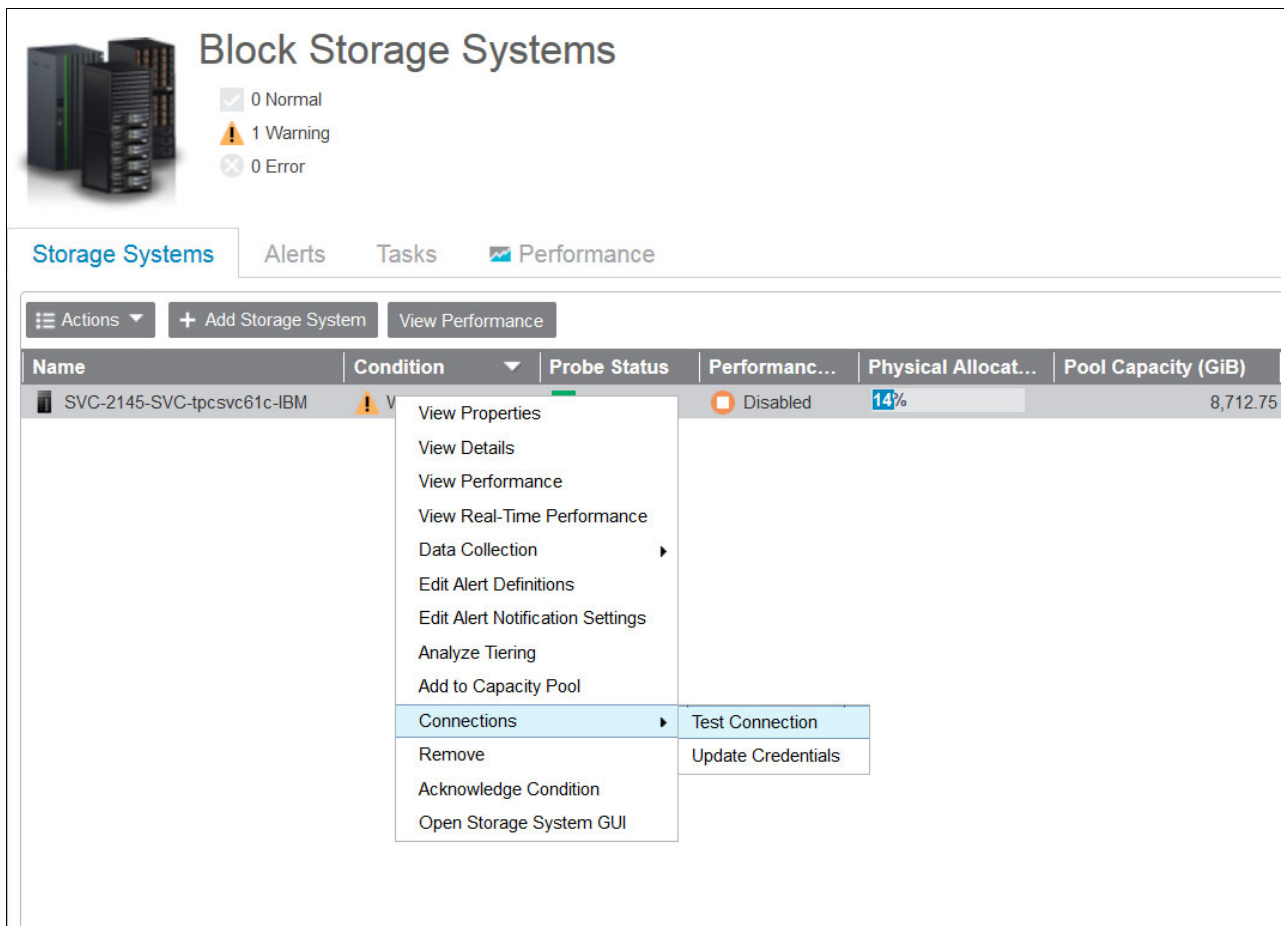 Block Storage Systems
0 Normal
1 Warning
0 Error
Storage Systems Alerts Tasks Performance
Actions + Add Storage System View Performance
Name Condition Probe Status Performanc... Physical Allocat... Pool Capacity (GiB)
SVC-2145-SVC-tpcsvc61c-IBM Disabled 14% 8,712.75
View Properties
View Details
View Performance
View Real-Time Performance
Data Collection
Edit Alert Definitions
Edit Alert Notification Settings
Analyze Tiering
Add to Capacity Pool
Connections Test Connection
Remove Update Credentials
Acknowledge Condition
Open Storage System GUI